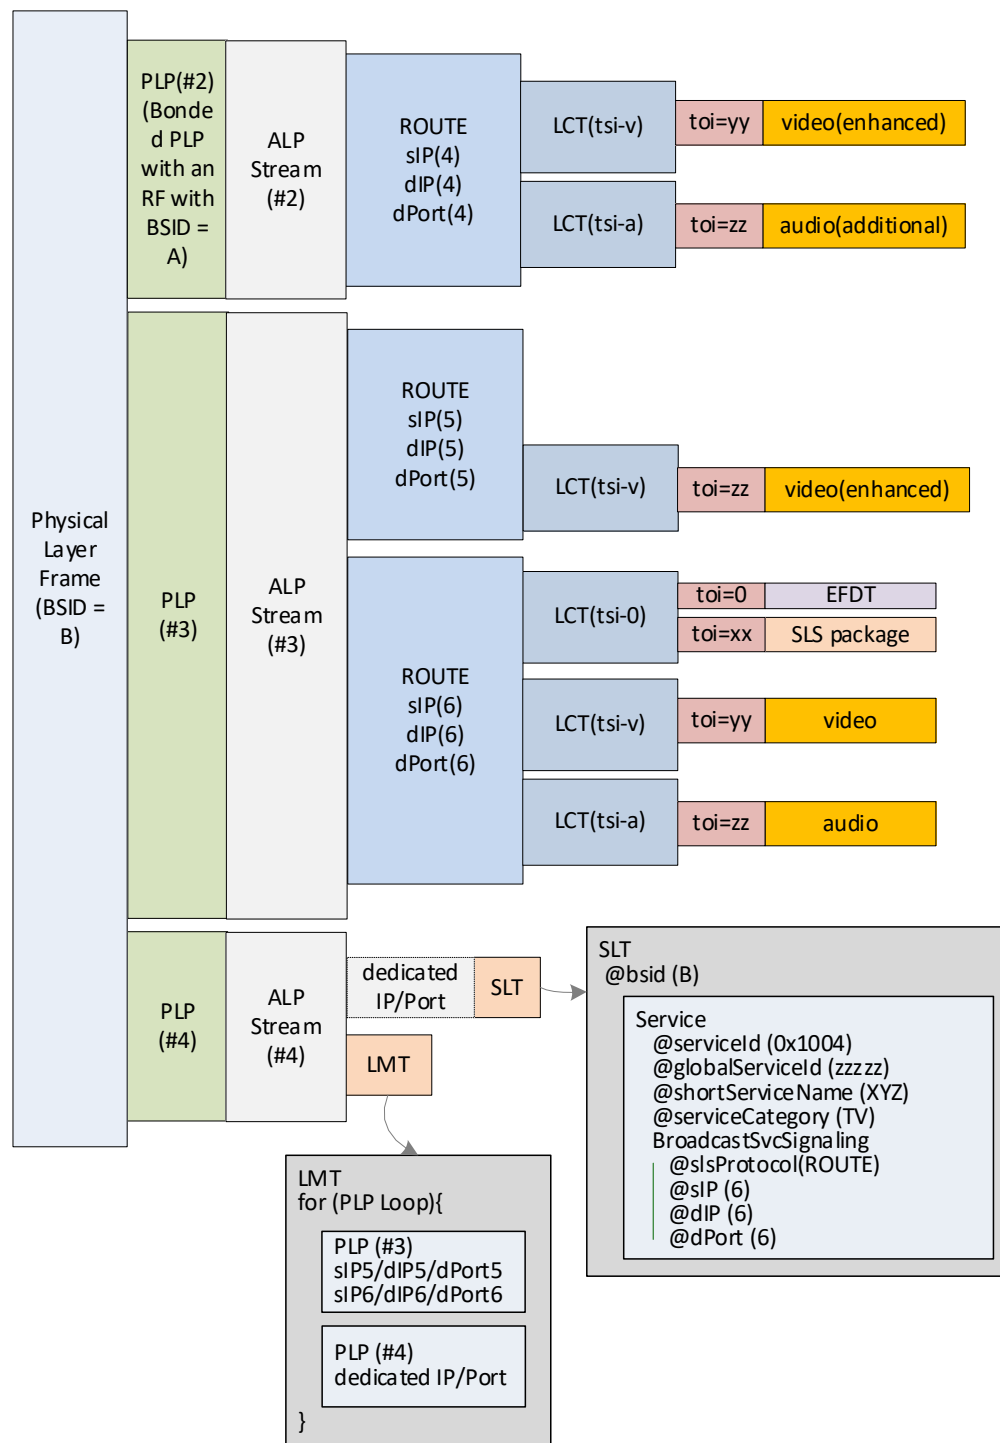 Physical
Layer
Frame
(BSID =
B)
PLP(#2)
(Bonde
d PLP
with an
RF with
BSID =
A)
ALP
Stream
(#2)
ROUTE
sIP(4)
dIP(4)
dPort(4)
LCT(tsi-v)
toi=yy
video(enhanced)
LCT(tsi-a)
toi=zz
audio(additional)
PLP
(#3)
ALP
Stream
(#3)
ROUTE
sIP(5)
dIP(5)
dPort(5)
LCT(tsi-v)
toi=zz
video(enhanced)
ROUTE
sIP(6)
dIP(6)
dPort(6)
LCT(tsi-0)
toi=0
EFDT
toi=xx
SLS package
LCT(tsi-v)
toi=yy
video
LCT(tsi-a)
toi=zz
audio
PLP
(#4)
ALP
Stream
(#4)
dedicated
IP/Port
SLT
LMT
SLT
@bsid (B)
Service
@serviceId (0x1004)
@globalServiceId (zzzzz)
@shortServiceName (XYZ)
@serviceCategory (TV)
BroadcastSvcSignaling
@slsProtocol(ROUTE)
@sIP (6)
@dIP (6)
@dPort (6)
LMT
for (PLP Loop){
PLP (#3)
sIP5/dIP5/dPort5
sIP6/dIP6/dPort6
PLP (#4)
dedicated IP/Port
}